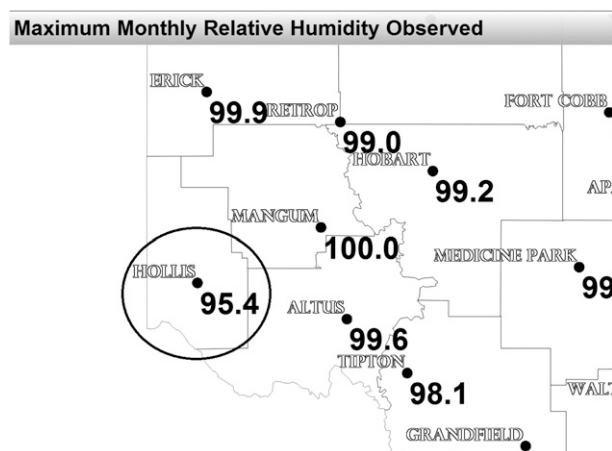 Maximum Monthly Relative Humidity Observed
ERICK
99.9
RETROP
99.0
FORT COBB
HOBART
99.2
MANGUM
100.0
MEDICINE PARK
99
HOLLIS
95.4
ALTUS
99.6
TIPTON
98.1
GRANDFIELD